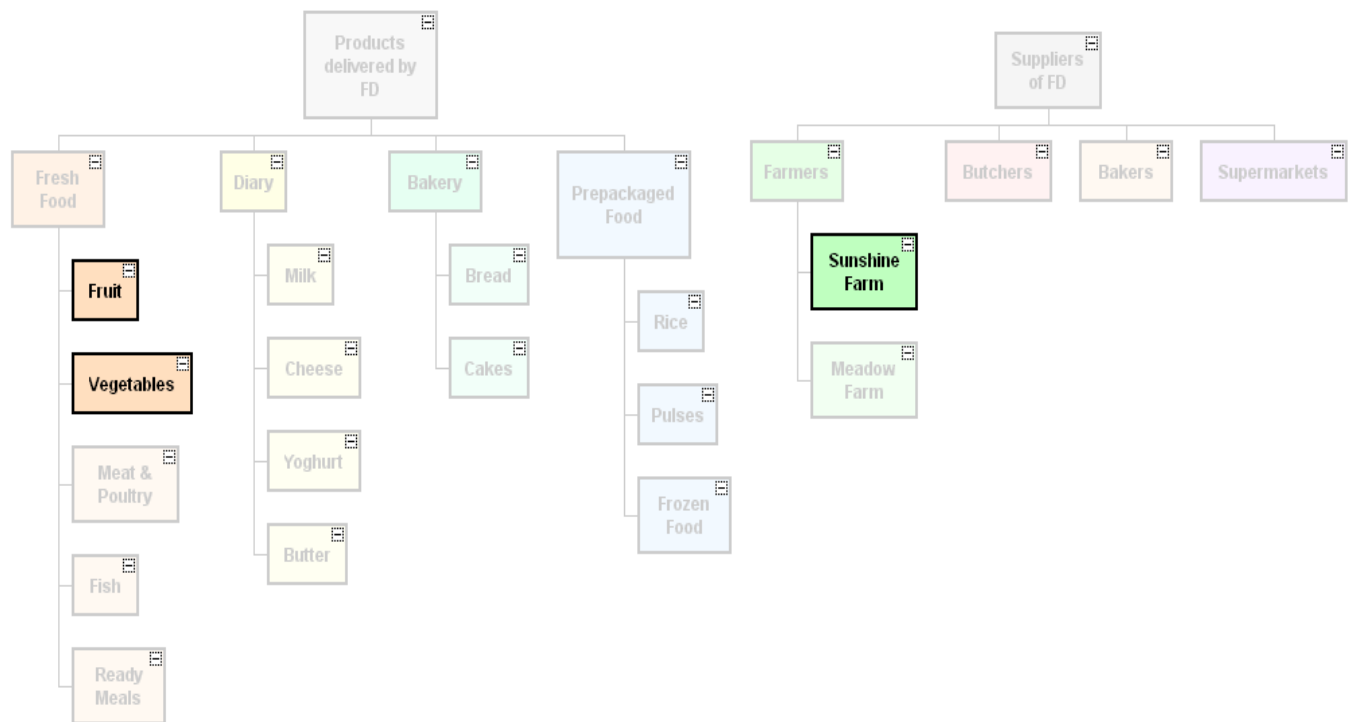 Products
delivered by
FD
Suppliers
of FD
Fresh
Food
Diary
Bakery
Prepackaged
Food
Farmers
Butchers
Bakers
Supermarkets
Fruit
Vegetables
Meat &
Poultry
Fish
Ready
Meals
Milk
Cheese
Yoghurt
Butter
Bread
Cakes
Rice
Pulses
Frozen
Food
Sunshine
Farm
Meadow
Farm